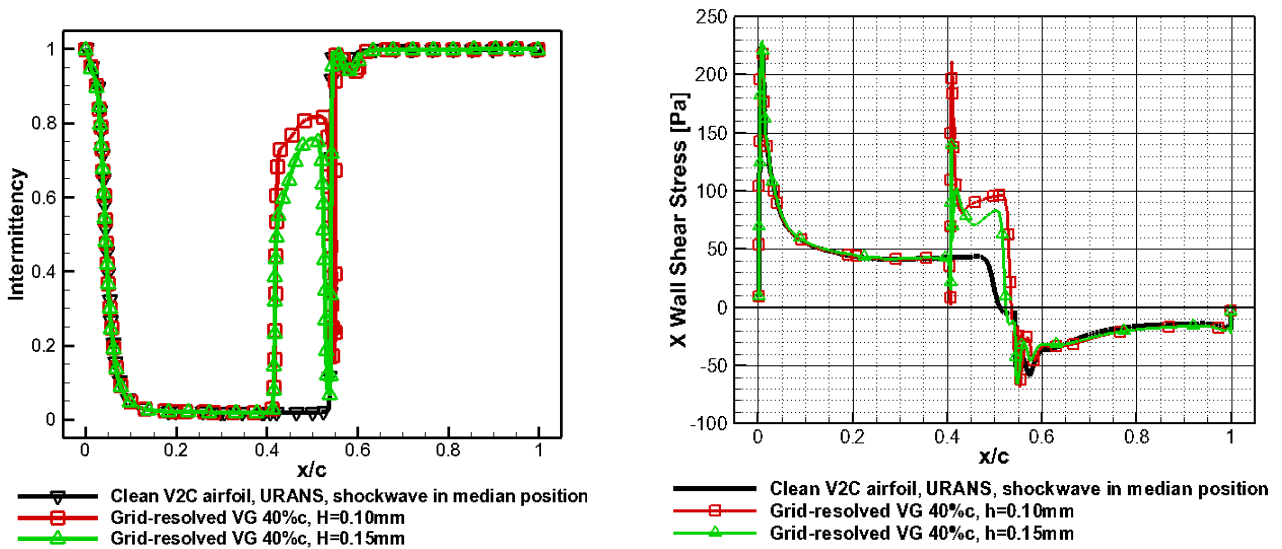 1
0.8
0.6
0.4
0.2
0
Intermittency
0 0.2 0.4 0.6 0.8 1
x/c
Clean V2C airfoil, URANS, shockwave in median position
Grid-resolved VG 40%c, H=0.10mm
Grid-resolved VG 40%c, H=0.15mm
250
200
150
100
50
0
-50
-100
X Wall Shear Stress [Pa]
0 0.2 0.4 0.6 0.8 1
x/c
Clean V2C airfoil, URANS, shockwave in median position
Grid-resolved VG 40%c, h=0.10mm
Grid-resolved VG 40%c, h=0.15mm